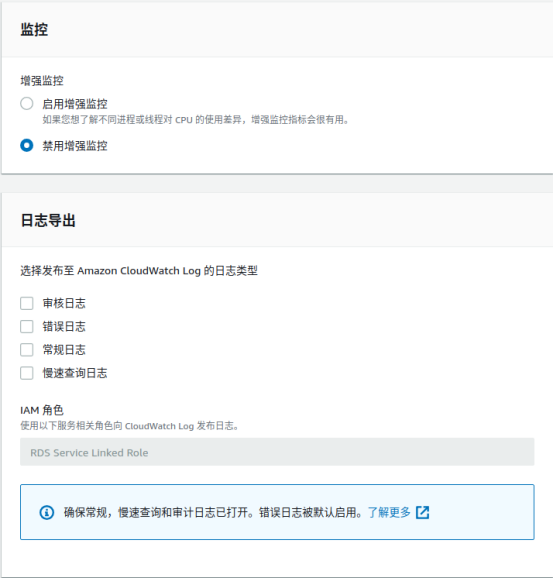 监控
增强监控
启用增强监控
如果您想了解不同进程或线程对 CPU 的使用差异，增强监控指标会很有用。
禁用增强监控
日志导出
选择发布至 Amazon CloudWatch Log 的日志类型
审核日志
错误日志
常规日志
慢速查询日志
IAM 角色
使用以下服务相关角色向 CloudWatch Log 发布日志。
RDS Service Linked Role
确保常规，慢速查询和审计日志已打开。错误日志被默认启用。了解更多